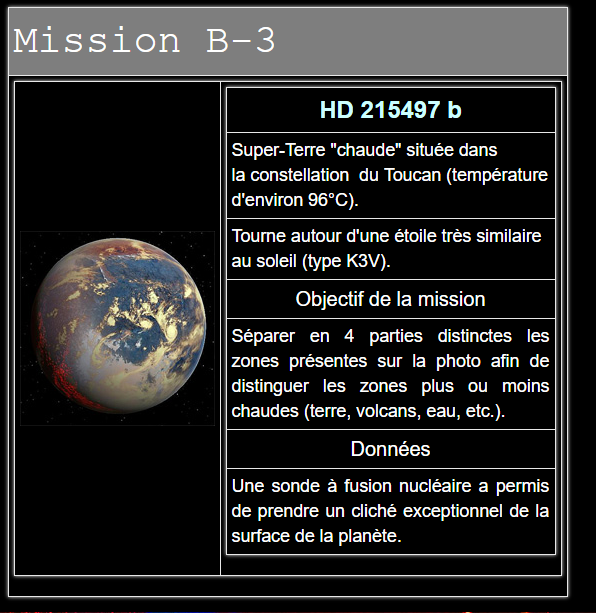 Mission B-3
HD 215497 b
Super-Terre "chaude" située dans
la constellation  du Toucan (température
d'environ 96°C).
Tourne autour d'une étoile très similaire
au soleil (type K3V).
Objectif de la mission
Séparer en 4 parties distinctes les
zones présentes sur la photo afin de
distinguer les zones plus ou moins
chaudes (terre, volcans, eau, etc.).
Données
Une sonde à fusion nucléaire a permis
de prendre un cliché exceptionnel de la
surface de la planète.